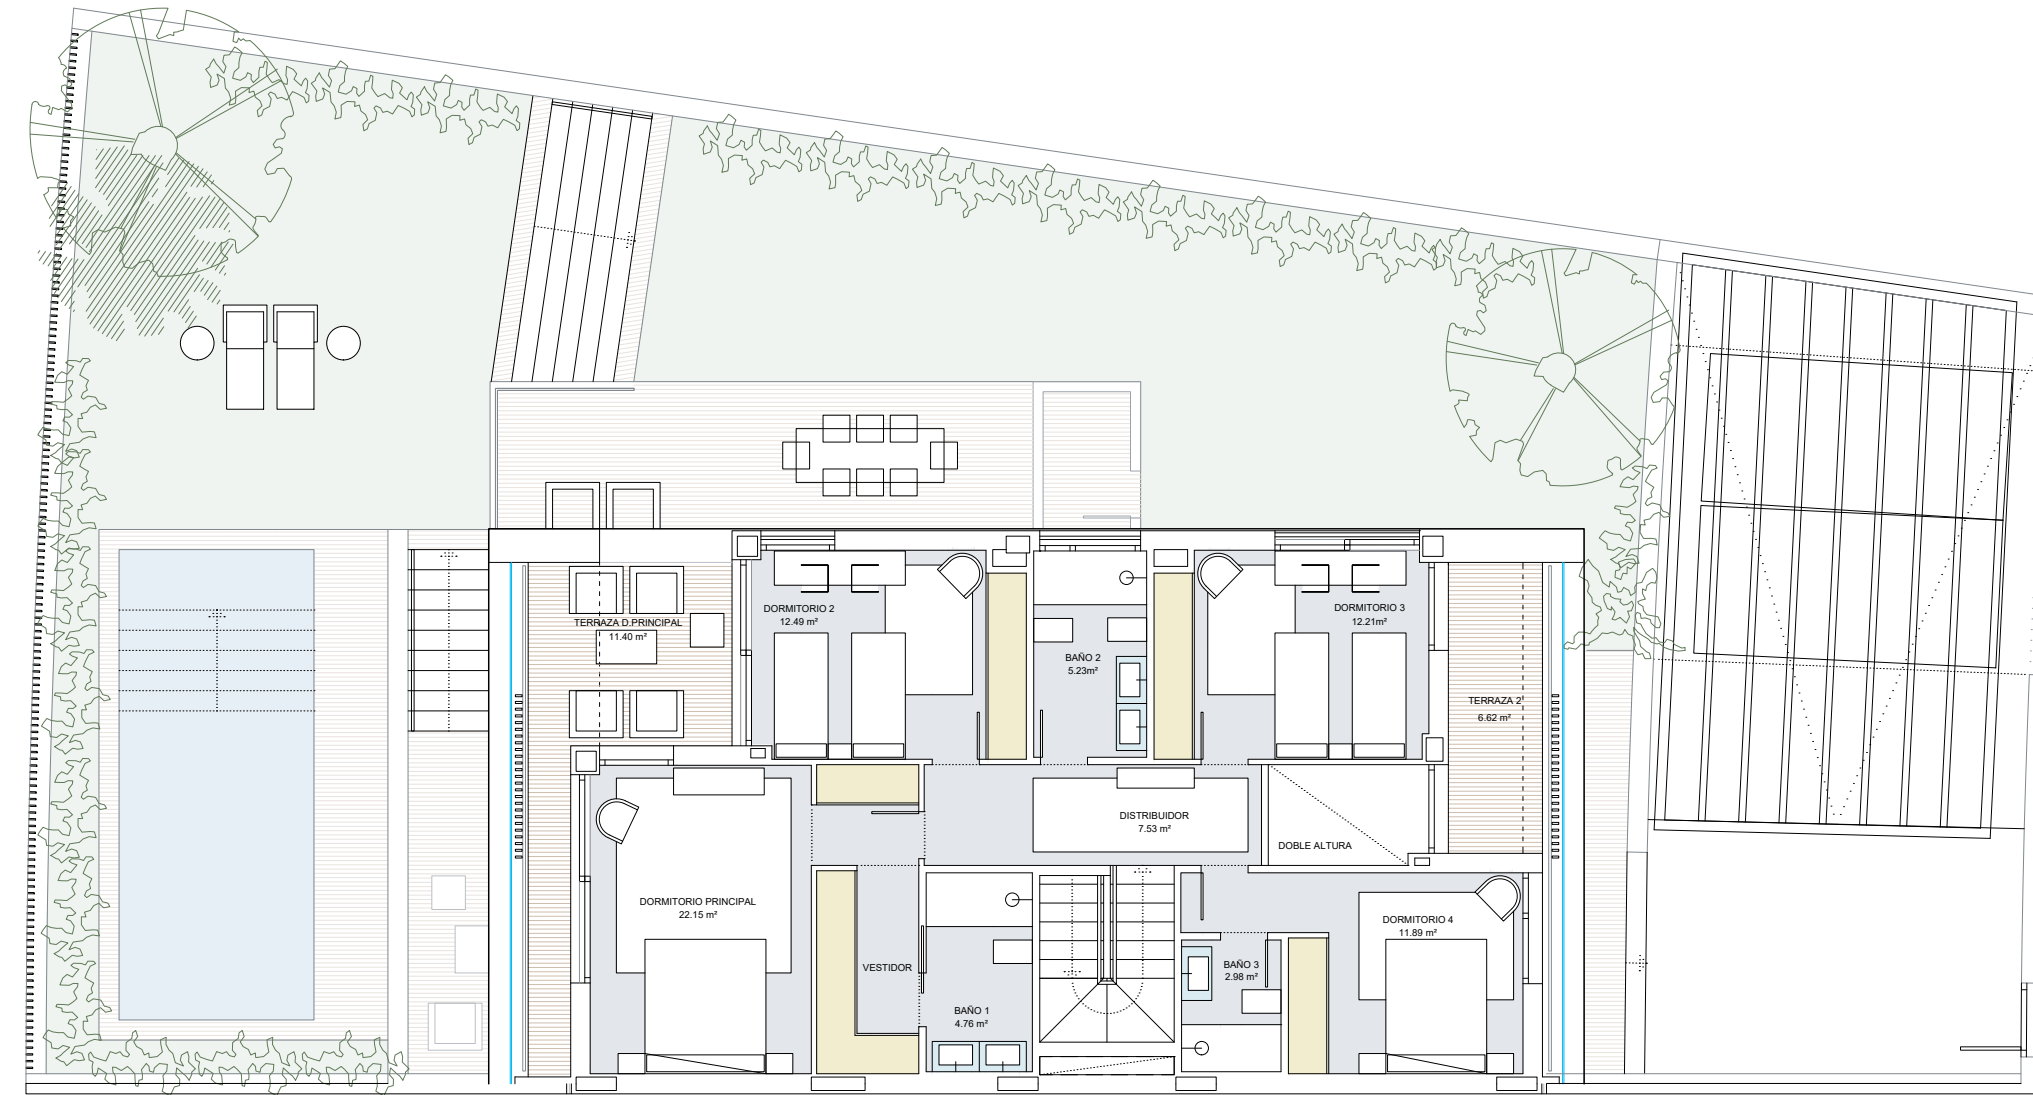 DORMITORIO 2
12.49 m²
DORMITORIO 3
12.21m²
TERRAZA D.PRINCIPAL
11.40 m²
BAÑO 2
5.23m²
TERRAZA 2
6.62 m²
DISTRIBUIDOR
7.53 m²
DOBLE ALTURA
DORMITORIO PRINCIPAL
22.15 m²
DORMITORIO 4
11.89 m²
VESTIDOR
BAÑO 3
2.98 m²
BAÑO 1
4.76 m²